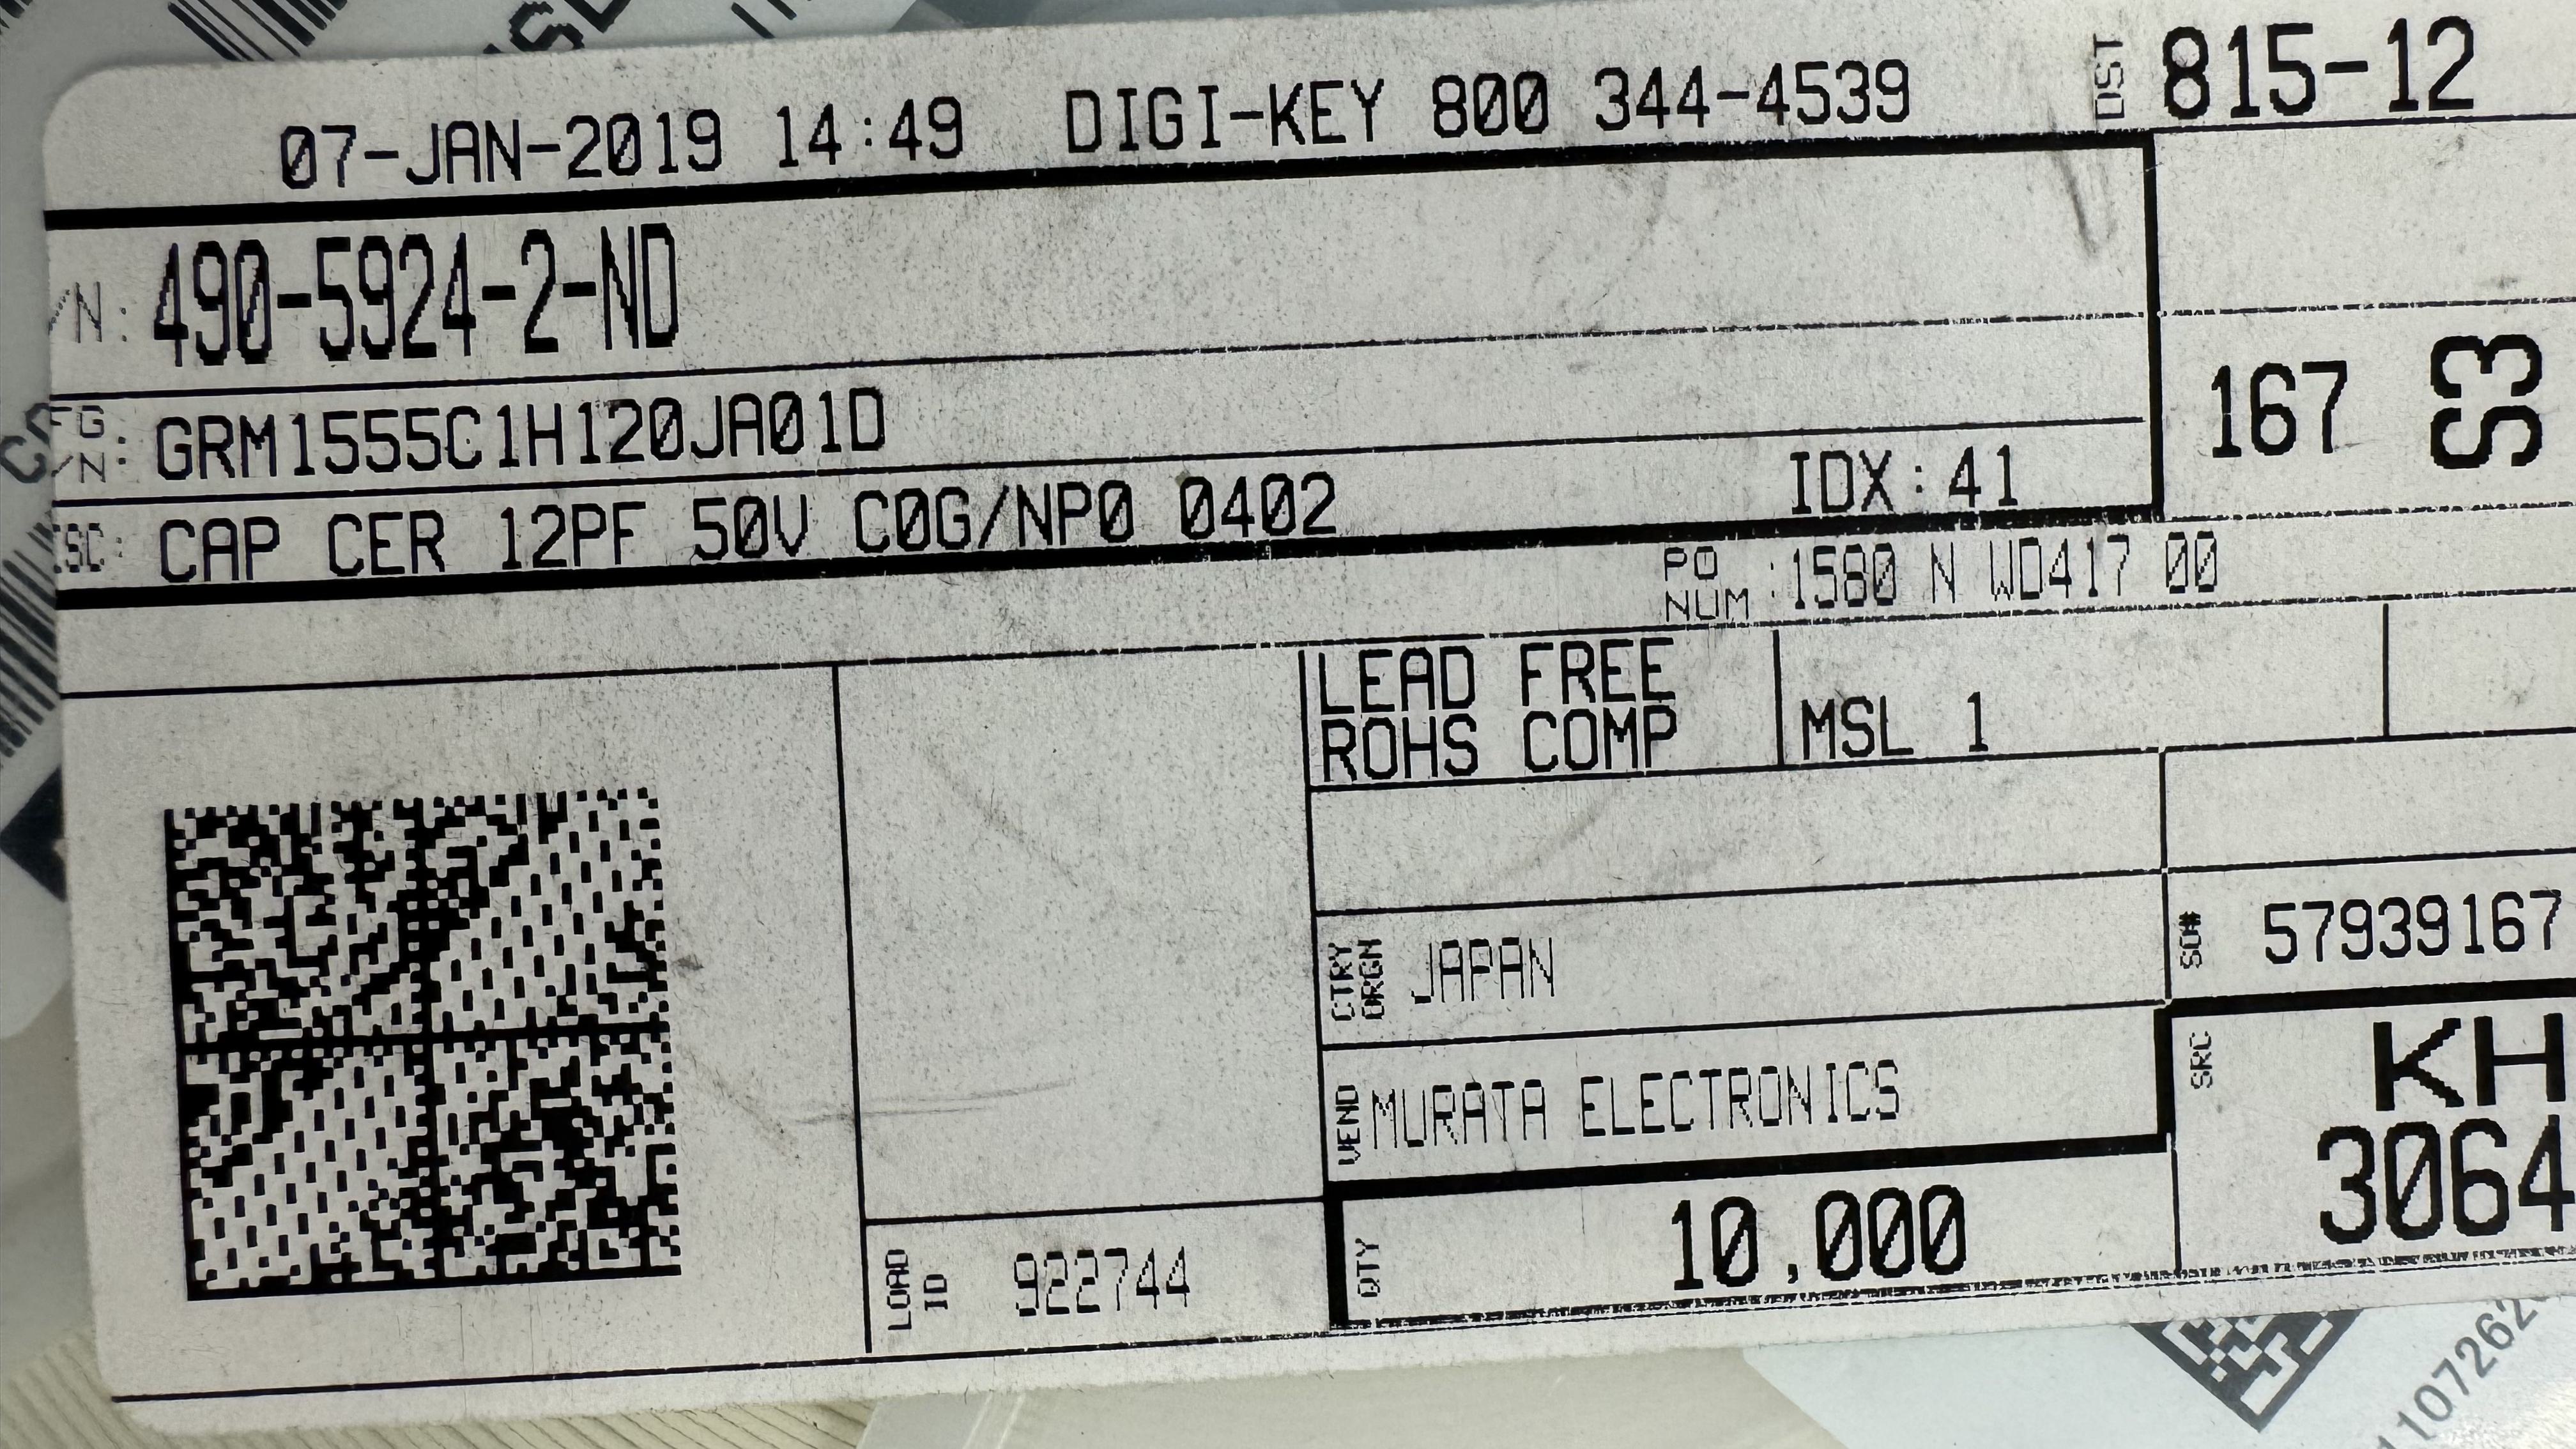 07-JAN-2019 14:49 DIGI-KEY 800 344-4539
DST 815-12
/N: 490-5924-2-ND
FG
/N: GRM1555C1H120JA01D
167 S3
ESC: CAP CER 12PF 50V C0G/NP0 0402
IDX:41
PO
NUM :1580 N WD417 00
LEAD FREE
ROHS COMP
MSL 1
CTRY
ORGN JAPAN
SO# 57939167
VEND MURATA ELECTRONICS
SRC KH
3064
LOAD
ID 922744
QTY 10,000